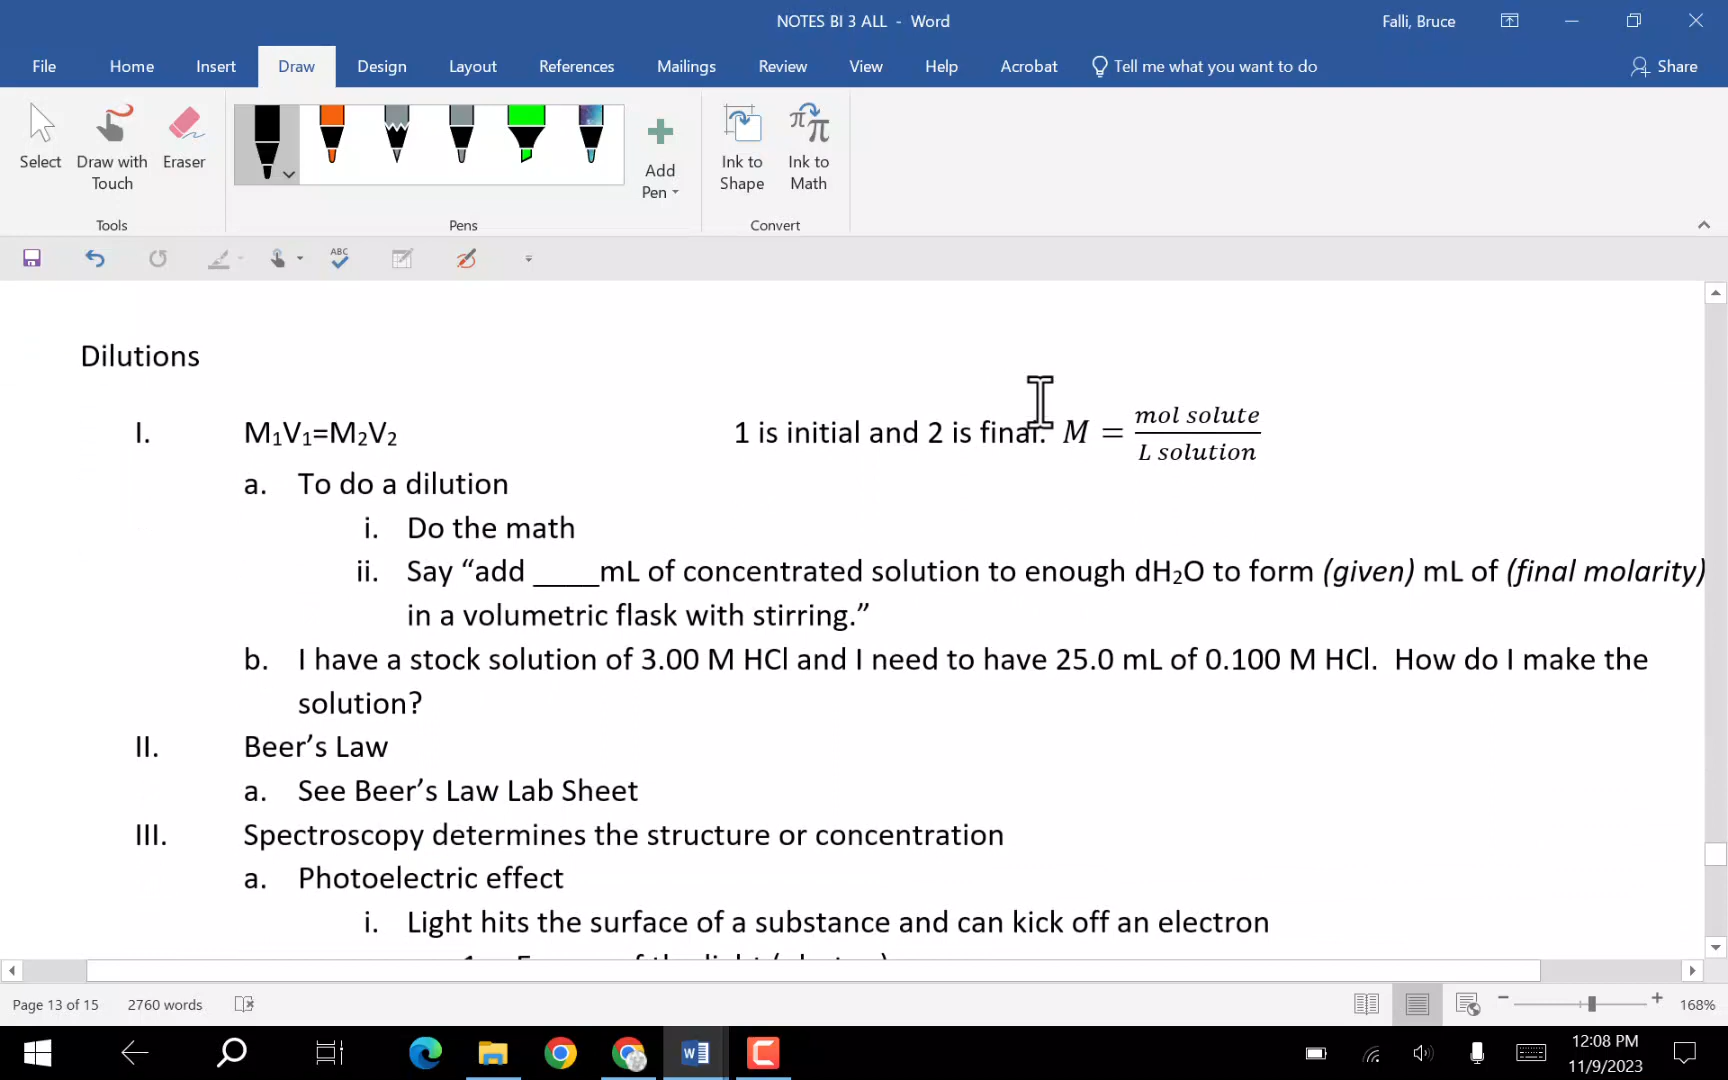 NOTES BI 3 ALL - Word
Falli, Bruce
File Home Insert Draw Design Layout References Mailings Review View Help Acrobat Tell me what you want to do Share
Select
Draw with Touch
Eraser
Add Pen
Ink to Shape
Ink to Math
Tools Pens Convert
ABC
Dilutions
I. M₁V₁=M₂V₂ 1 is initial and 2 is final. M = mol solute / L solution
a. To do a dilution
i. Do the math
ii. Say “add ____mL of concentrated solution to enough dH₂O to form (given) mL of (final molarity)
in a volumetric flask with stirring.”
b. I have a stock solution of 3.00 M HCl and I need to have 25.0 mL of 0.100 M HCl. How do I make the
solution?
II. Beer’s Law
a. See Beer’s Law Lab Sheet
III. Spectroscopy determines the structure or concentration
a. Photoelectric effect
i. Light hits the surface of a substance and can kick off an electron
Page 13 of 15 2760 words 168%
12:08 PM
11/9/2023